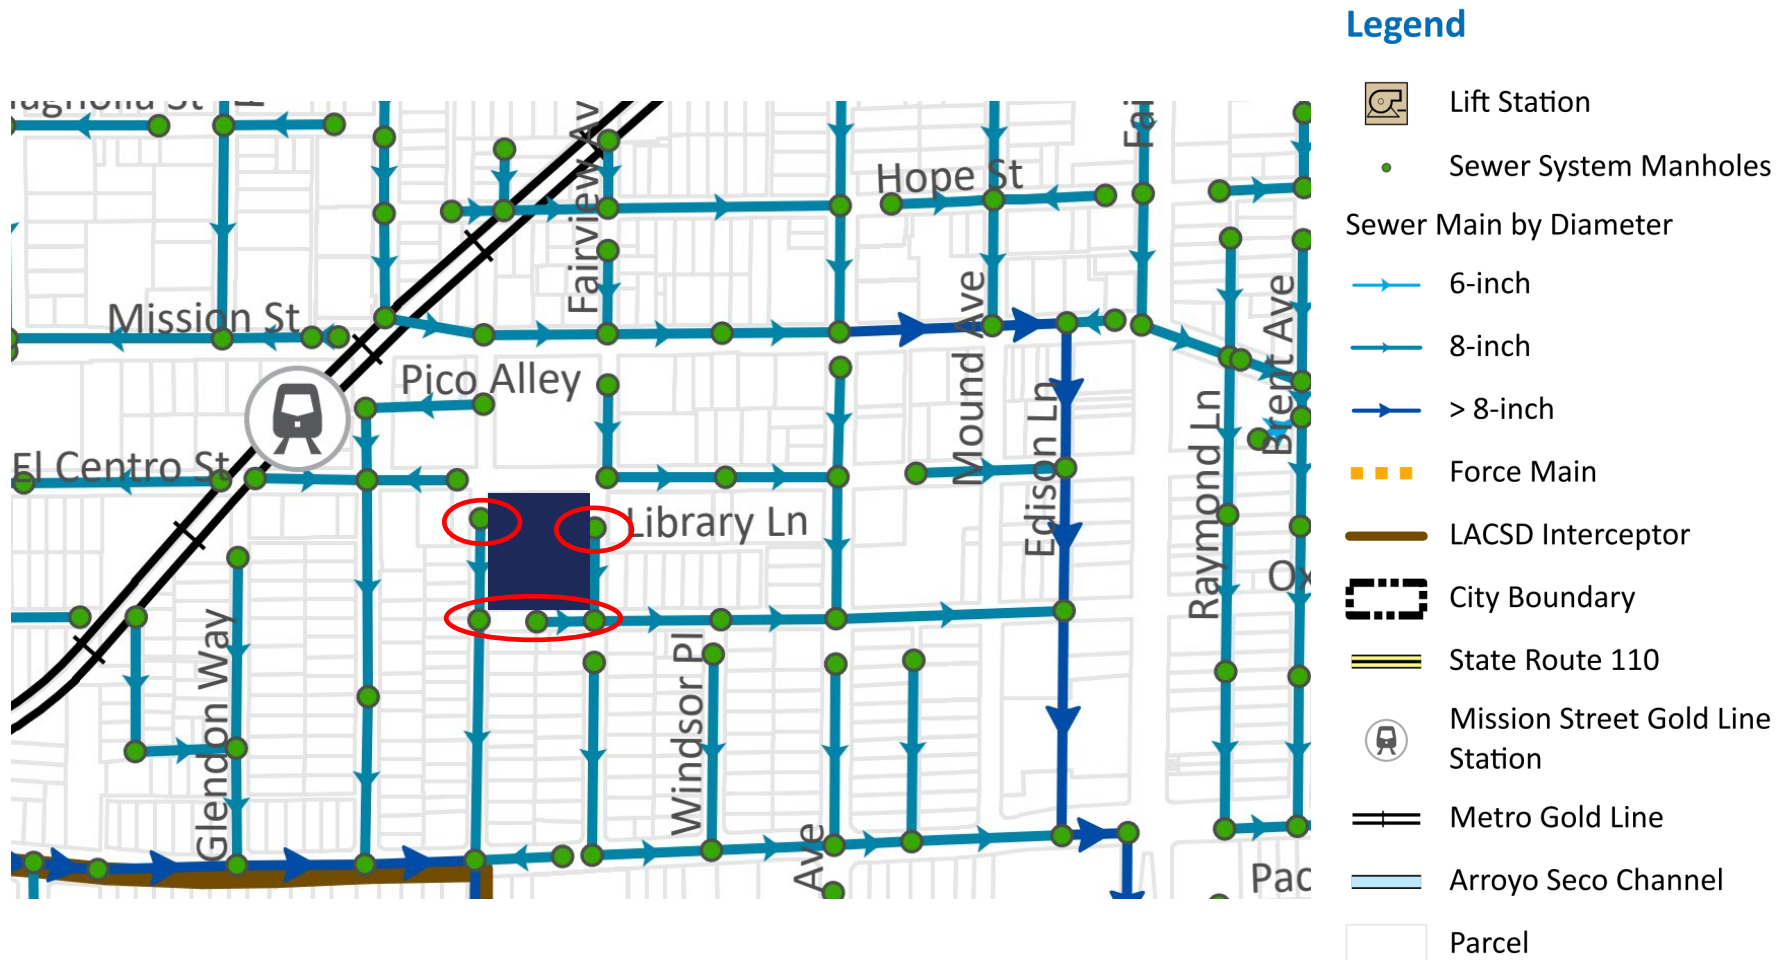 Legend
Lift Station
Sewer System Manholes
Sewer Main by Diameter
6-inch
8-inch
> 8-inch
Force Main
LACSD Interceptor
City Boundary
State Route 110
Mission Street Gold Line
Station
Metro Gold Line
Arroyo Seco Channel
Parcel
St
Hope St
Fairview Av
Fai
Mission St
Pico Alley
El Centro St
Library Ln
Mound Ave
Edison Ln
Raymond Ln
Brent Ave
Ox
Glendon Way
Windsor Pl
Ave
Pac